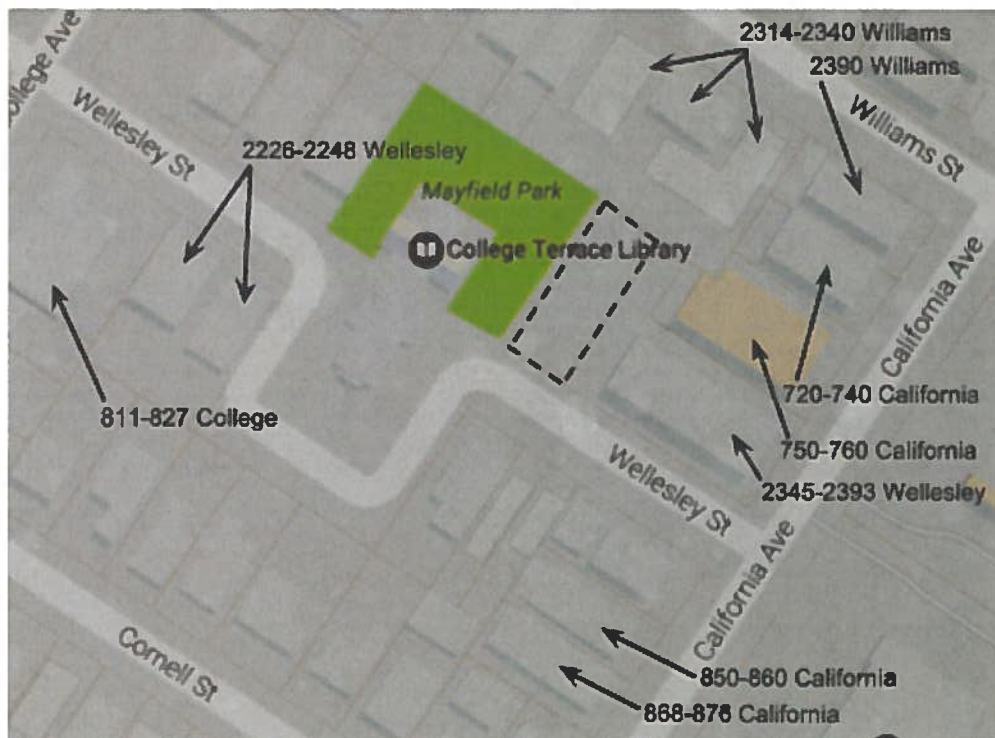 2314-2340 Williams
2390 Williams
College Ave
Wellesley St
2226-2248 Wellesley
Williams St
Mayfield Park
College Terrace Library
California Ave
811-827 College
720-740 California
750-760 California
2345-2393 Wellesley
Wellesley St
California Ave
Cornell St
850-860 California
868-878 California